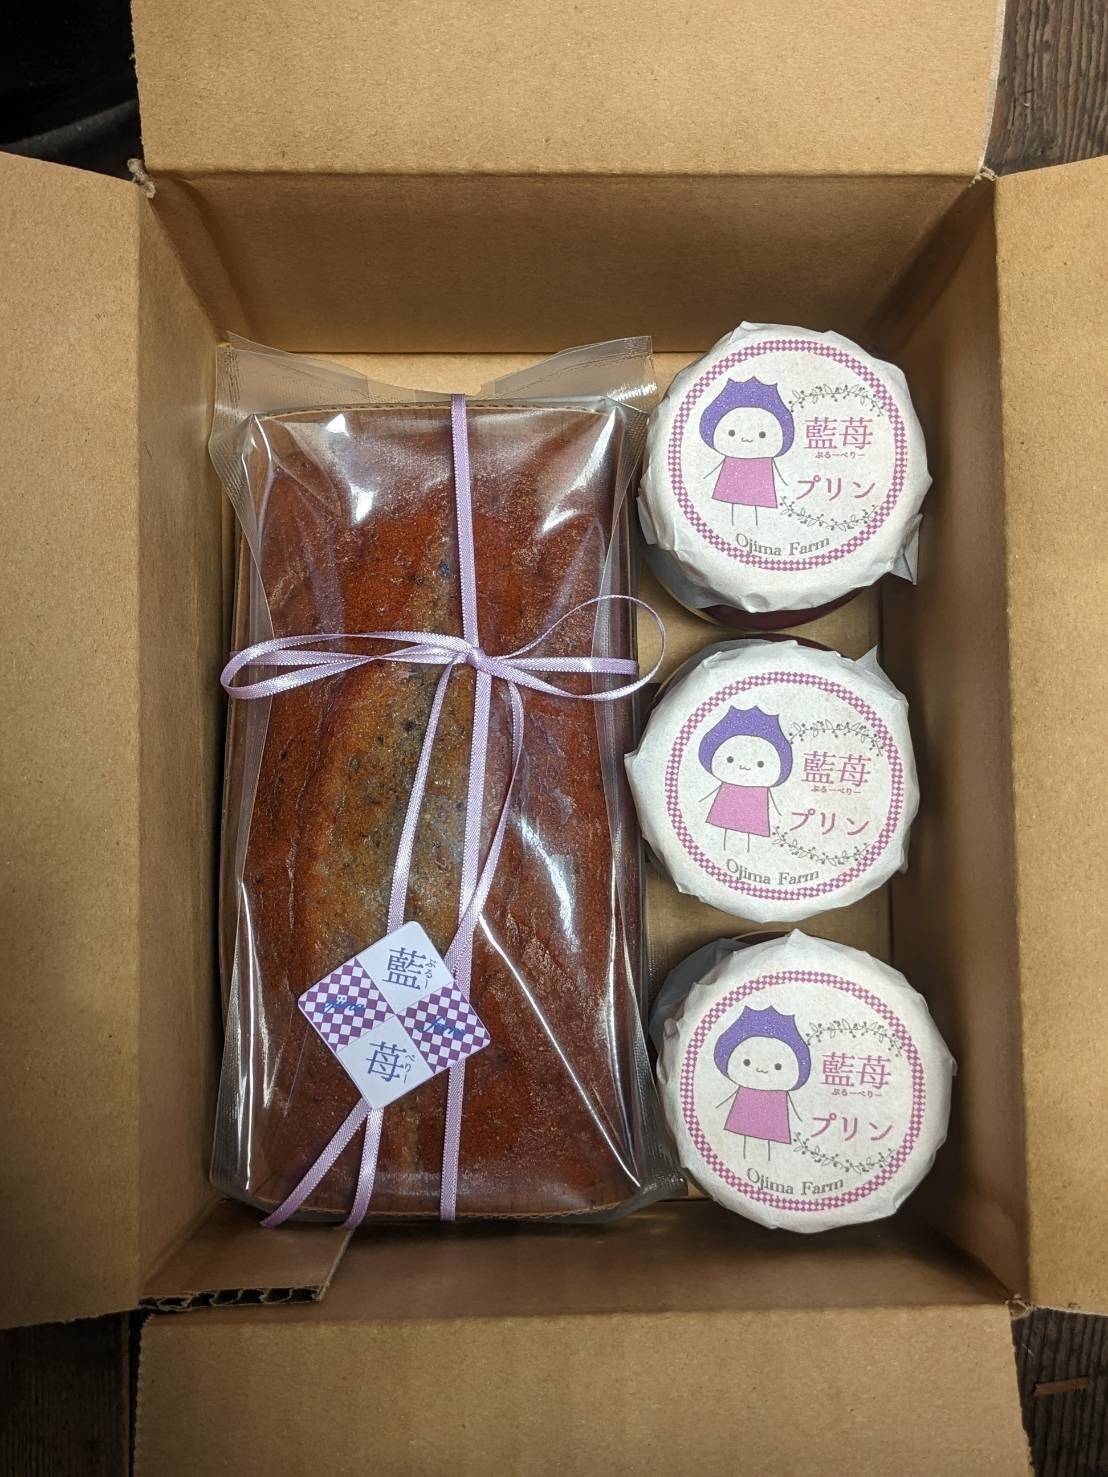 藍苺
ぶるーべりー
プリン
Ojima Farm
藍苺
ぶるーべりー
プリン
Ojima Farm
藍
ぶるー
苺
べりー
藍苺
ぶるーべりー
プリン
Ojima Farm